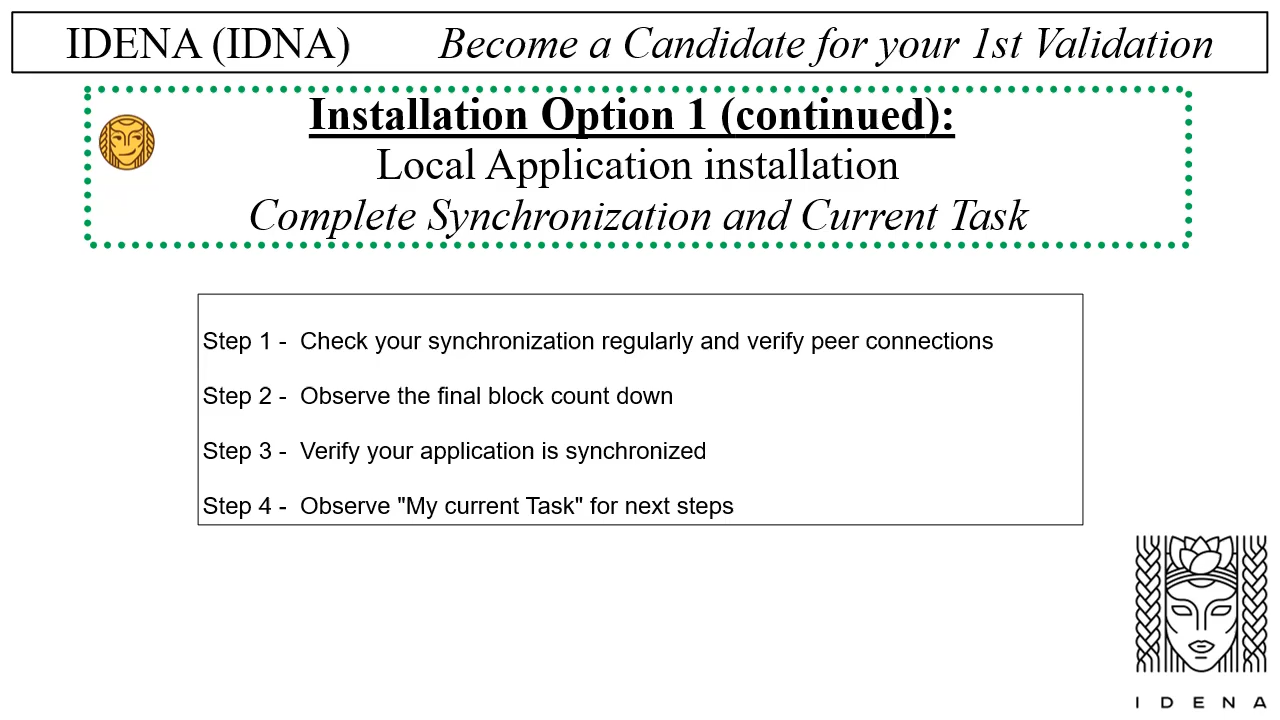 IDENA (IDNA) Become a Candidate for your 1st Validation
Installation Option 1 (continued):
Local Application installation
Complete Synchronization and Current Task
Step 1 - Check your synchronization regularly and verify peer connections
Step 2 - Observe the final block count down
Step 3 - Verify your application is synchronized
Step 4 - Observe "My current Task" for next steps
IDENA